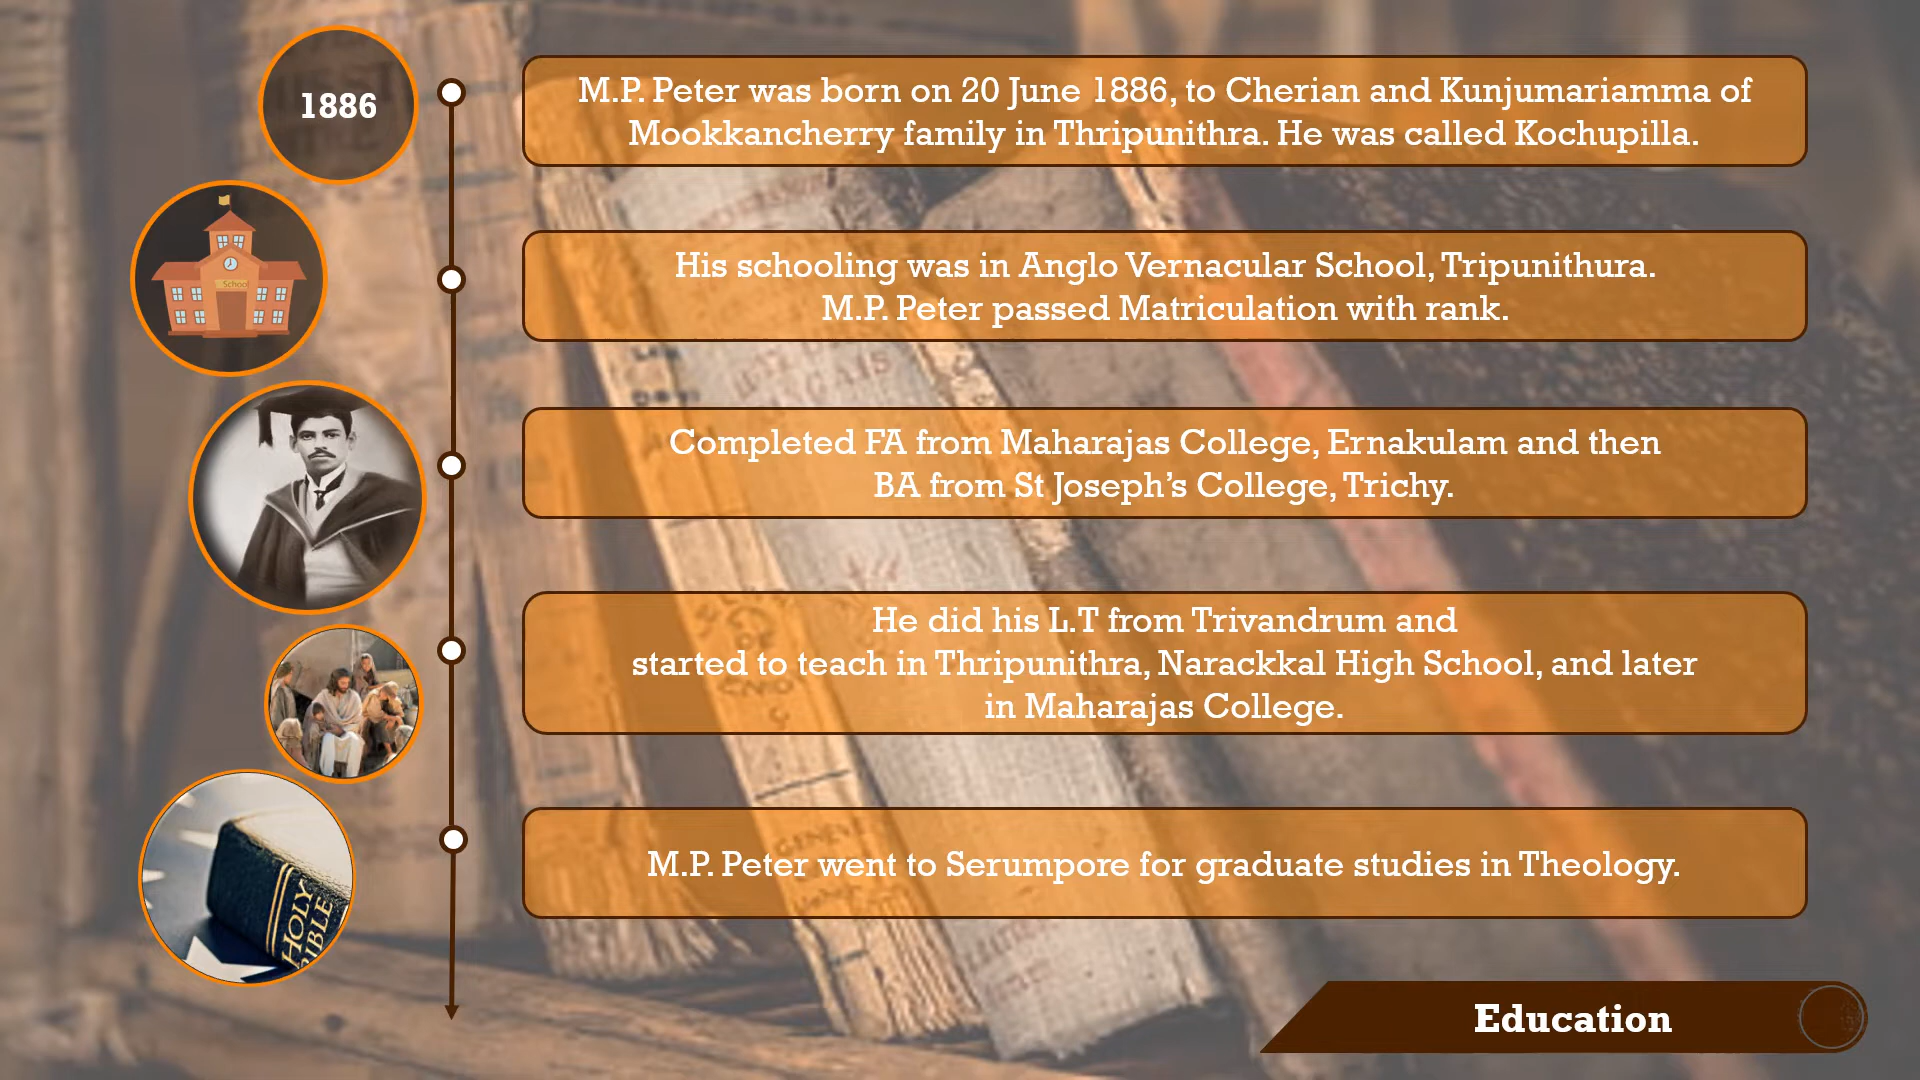 1886
M.P. Peter was born on 20 June 1886, to Cherian and Kunjumariamma of
Mookkancherry family in Thripunithra. He was called Kochupilla.
School
His schooling was in Anglo Vernacular School, Tripunithura.
M.P. Peter passed Matriculation with rank.
Completed FA from Maharajas College, Ernakulam and then
BA from St Joseph’s College, Trichy.
He did his L.T from Trivandrum and
started to teach in Thripunithra, Narackkal High School, and later
in Maharajas College.
M.P. Peter went to Serumpore for graduate studies in Theology.
HOLY
BIBLE
GENEVE
Education